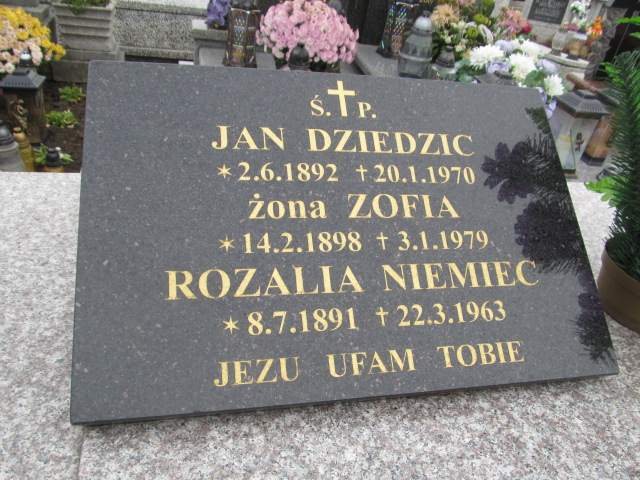 Ś.✝P.
JAN DZIEDZIC
✶2.6.1892 ✝20.1.1970
żona ZOFIA
✶14.2.1898 ✝3.1.1979
ROZALIA NIEMIEC
✶8.7.1891 ✝22.3.1963
JEZU UFAM TOBIE